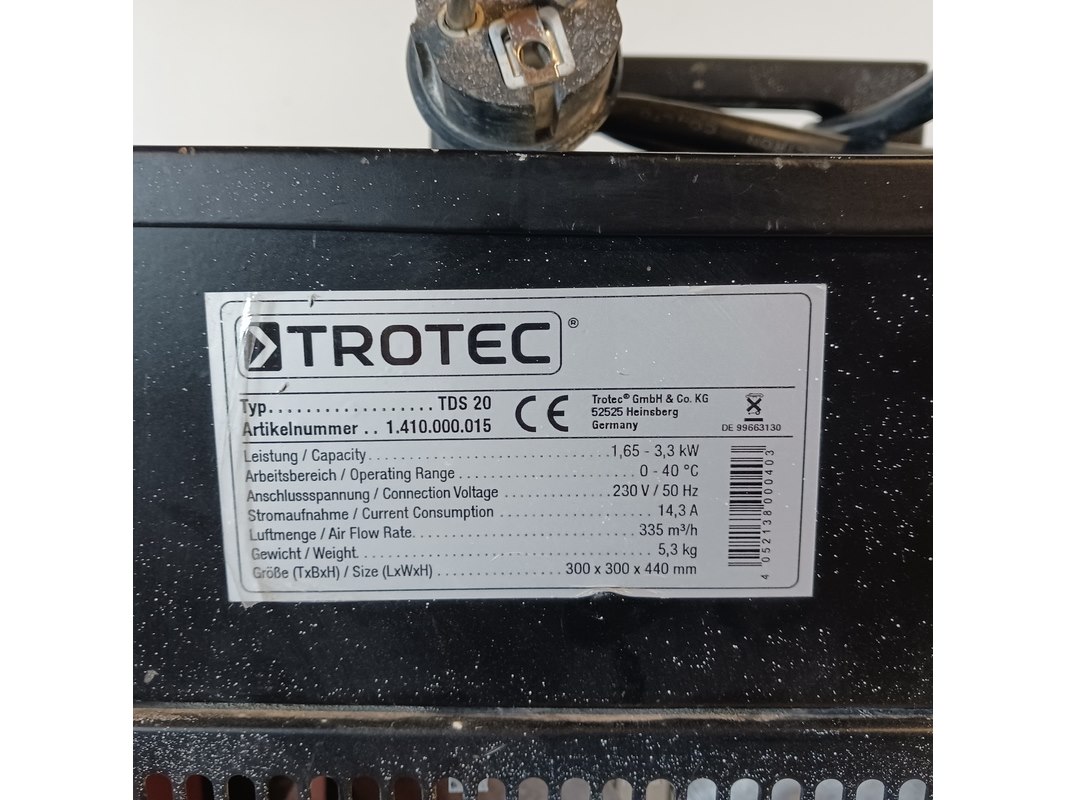 TROTEC®
Typ.................. TDS 20
Artikelnummer .. 1.410.000.015
CE
Trotec® GmbH & Co. KG
52525 Heinsberg
Germany
DE 99663130
Leistung / Capacity..............................1,65 - 3,3 kW
Arbeitsbereich / Operating Range .......................0 - 40 °C
Anschlussspannung / Connection Voltage .............230 V / 50 Hz
Stromaufnahme / Current Consumption ...................14,3 A
Luftmenge / Air Flow Rate............................335 m³/h
Gewicht / Weight.....................................5,3 kg
Größe (TxBxH) / Size (LxWxH) ................300 x 300 x 440 mm
4 052138 000403